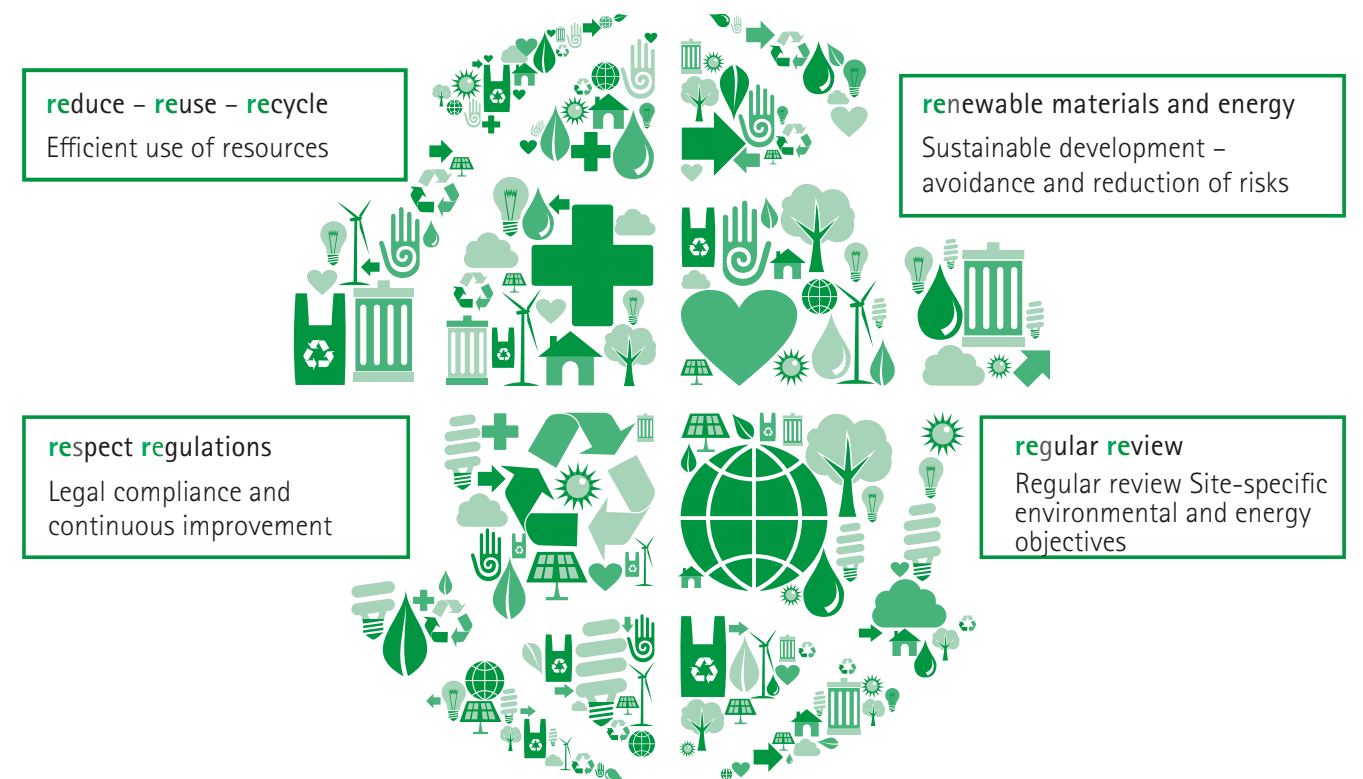 reduce – reuse – recycle
Efficient use of resources
renewable materials and energy
Sustainable development –
avoidance and reduction of risks
respect regulations
Legal compliance and
continuous improvement
regular review
Regular review Site-specific
environmental and energy
objectives